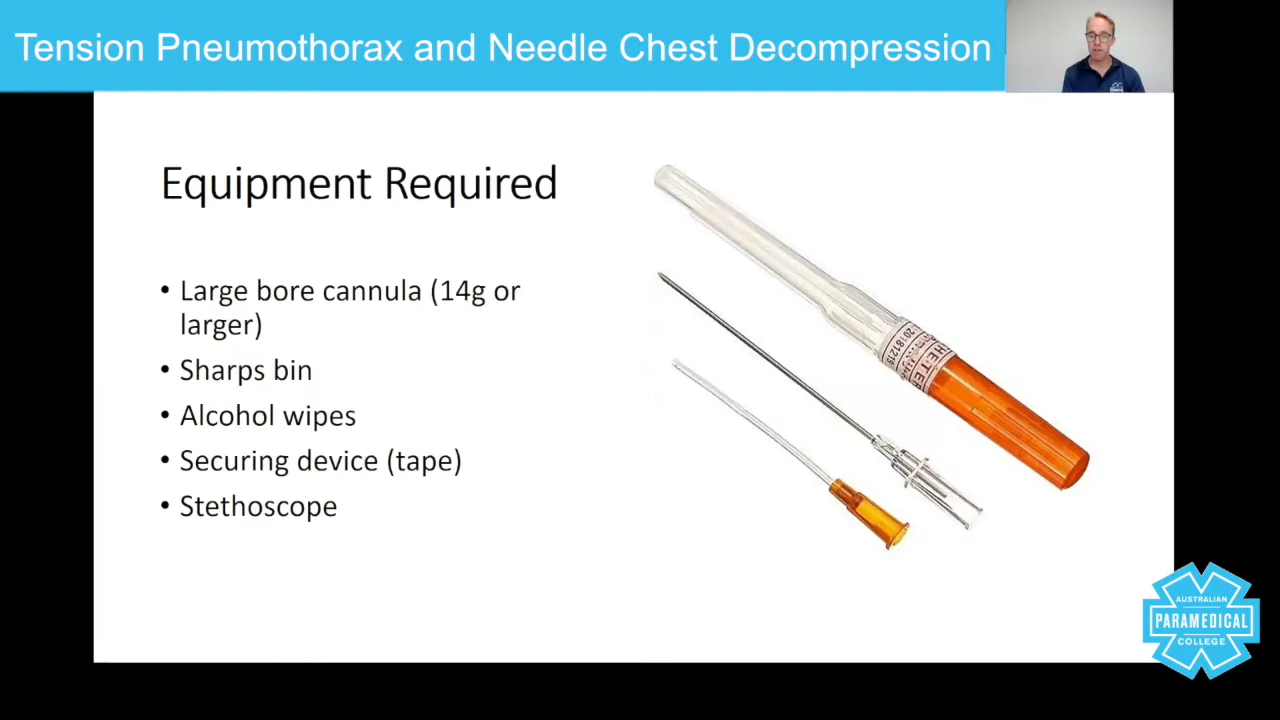 Tension Pneumothorax and Needle Chest Decompression
Equipment Required
• Large bore cannula (14g or
larger)
• Sharps bin
• Alcohol wipes
• Securing device (tape)
• Stethoscope
20181219
AUSTRALIAN
PARAMEDICAL
COLLEGE